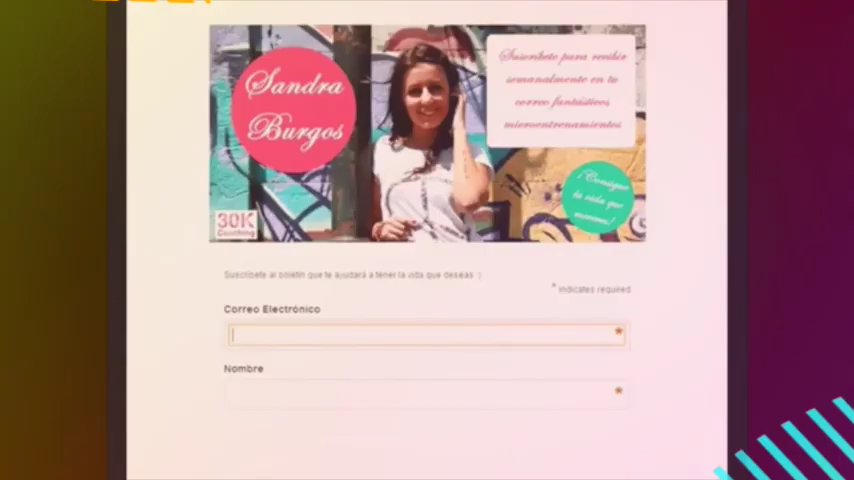 Sandra
Burgos
30K
Coaching
Suscríbete para recibir
semanalmente en tu
correo fantásticos
microentrenamientos
¡Consigue
la vida que
Suscríbete al boletín que te ayudará a tener la vida que deseas :)
* indicates required
Correo Electrónico
*
Nombre
*